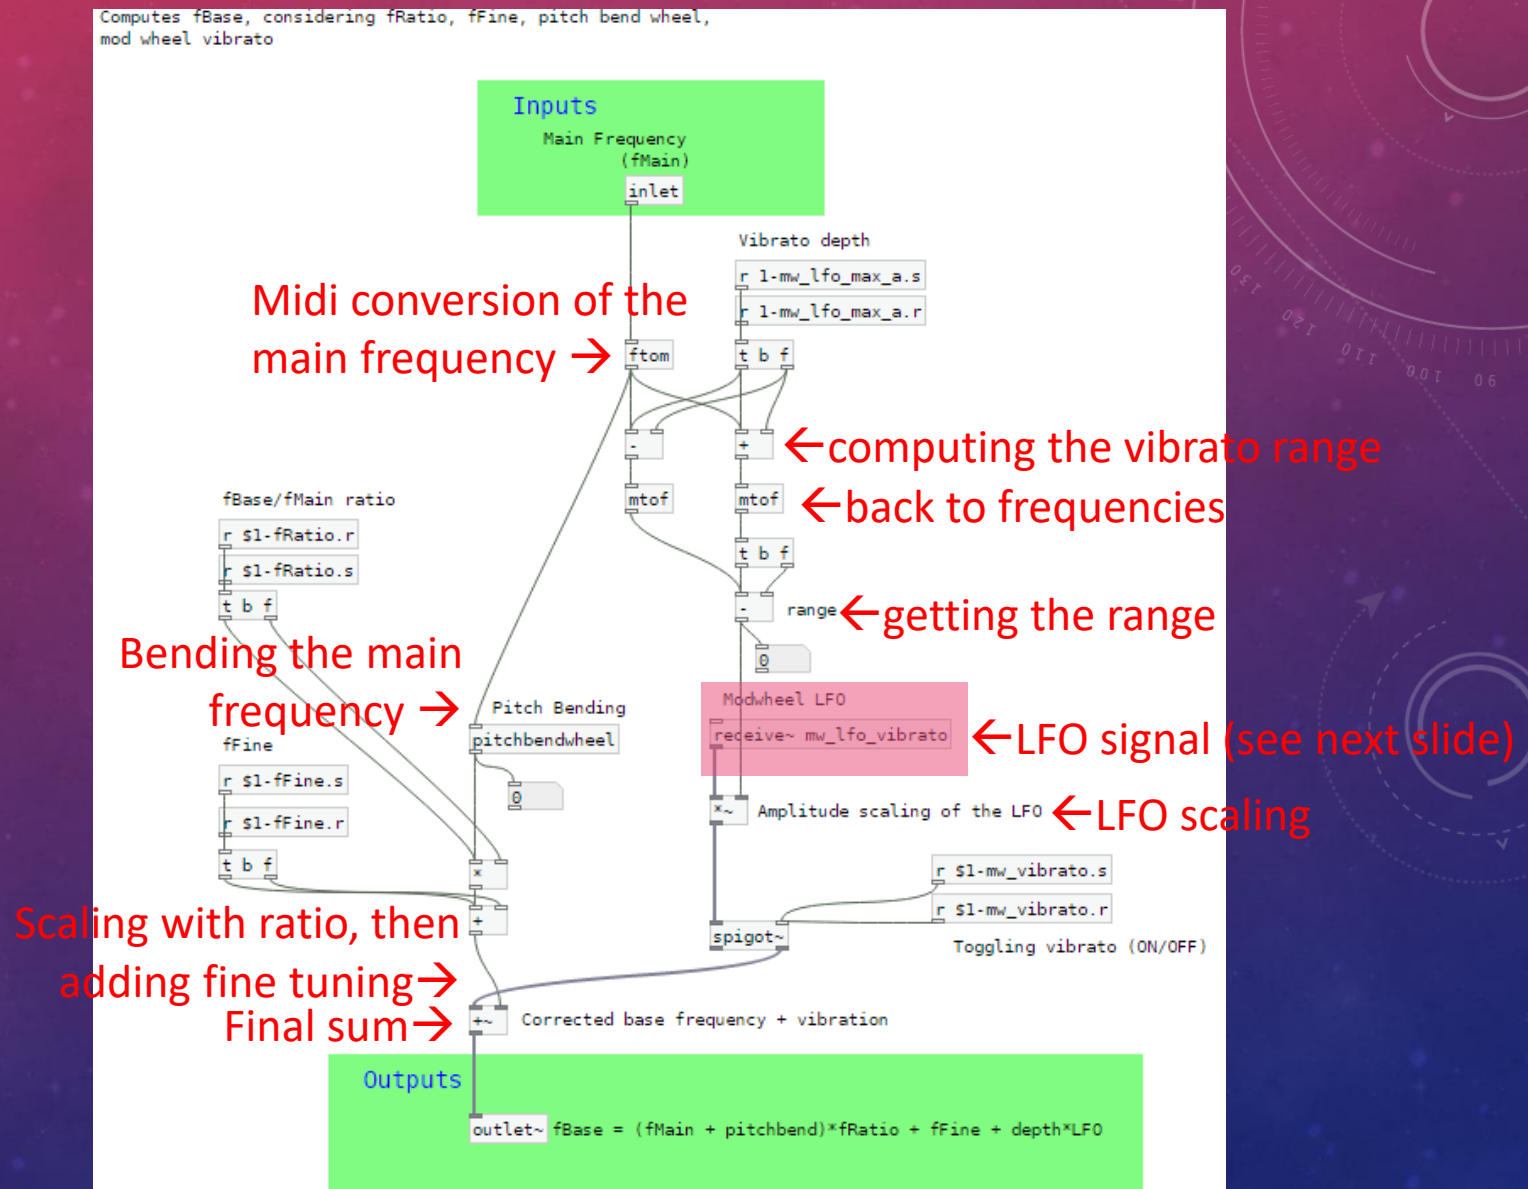 Computes fBase, considering fRatio, fFine, pitch bend wheel,
mod wheel vibrato
Inputs
Main Frequency
(fMain)
inlet
Vibrato depth
r 1-mw_lfo_max_a.s
r 1-mw_lfo_max_a.r
Midi conversion of the
main frequency →
ftom
t b f
-
+
←computing the vibrato range
mtof
mtof
←back to frequencies
fBase/fMain ratio
r $1-fRatio.r
r $1-fRatio.s
t b f
t b f
-
range
←getting the range
0
Bending the main
frequency →
Pitch Bending
pitchbendwheel
0
Modwheel LFO
receive~ mw_lfo_vibrato
←LFO signal (see next slide)
fFine
r $1-fFine.s
r $1-fFine.r
t b f
*~
Amplitude scaling of the LFO
←LFO scaling
*
+
r $1-mw_vibrato.s
r $1-mw_vibrato.r
spigot~
Toggling vibrato (ON/OFF)
Scaling with ratio, then
adding fine tuning→
Final sum→
+~
Corrected base frequency + vibration
Outputs
outlet~
fBase = (fMain + pitchbend)*fRatio + fFine + depth*LFO
130
120
110
100
90